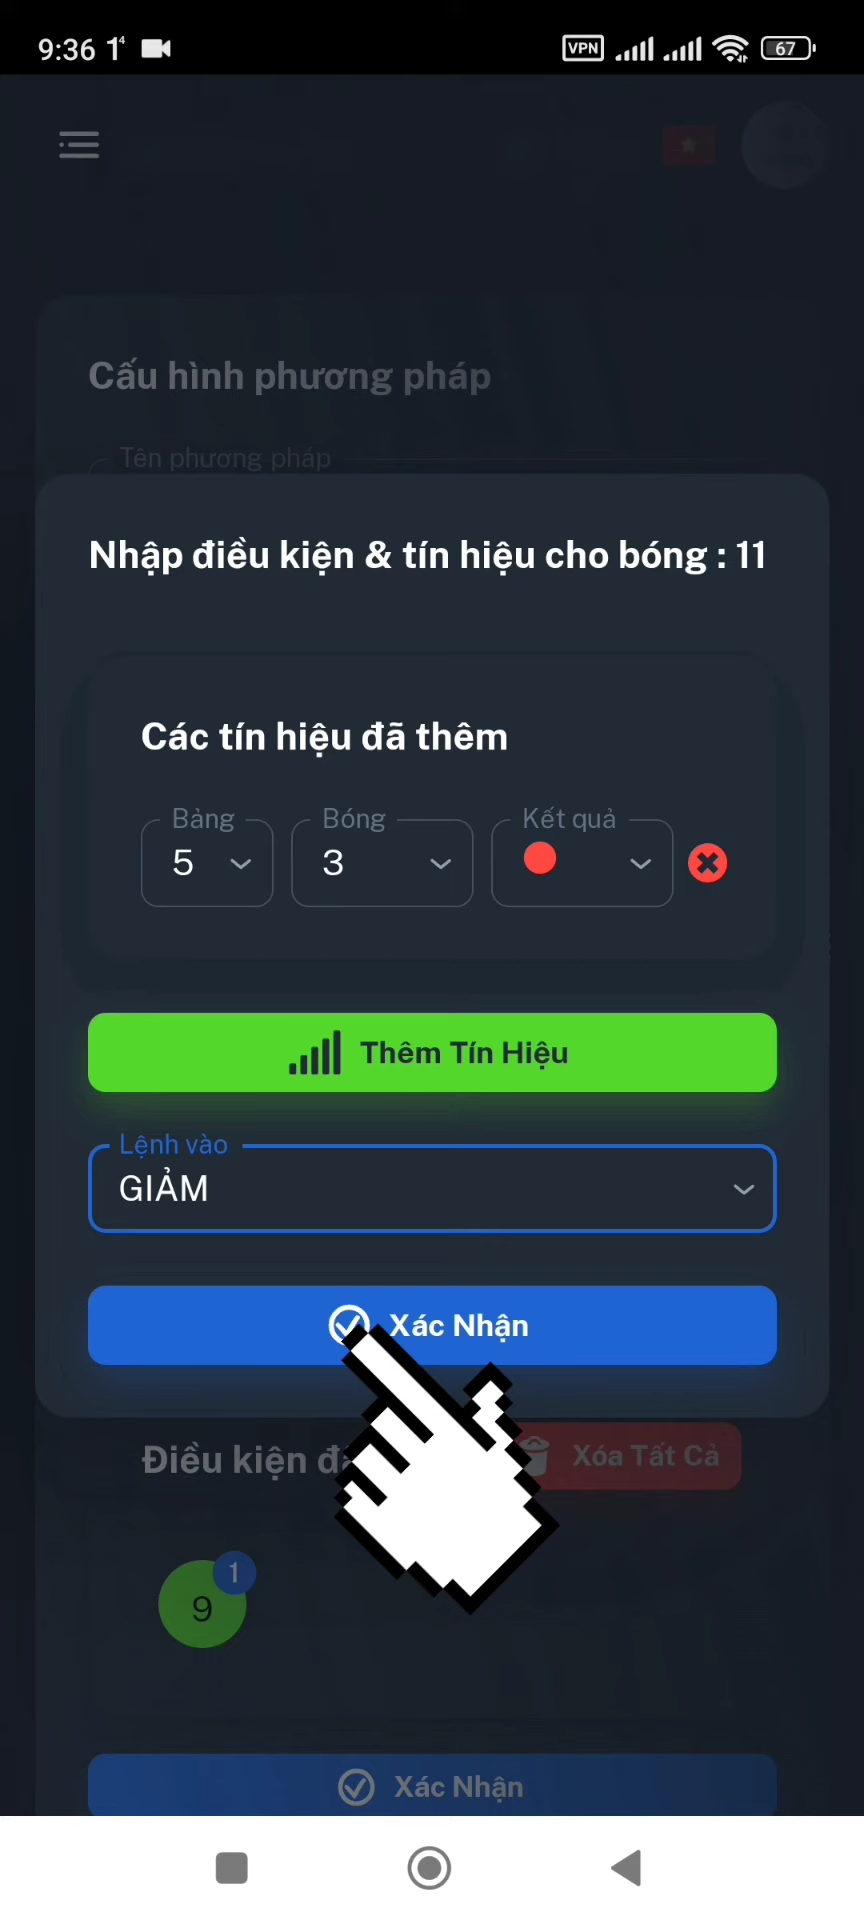 9:36 1⁴
VPN
67
Cấu hình phương pháp
Tên phương pháp
Nhập điều kiện & tín hiệu cho bóng : 11
Các tín hiệu đã thêm
Bảng Bóng Kết quả
5 3
Thêm Tín Hiệu
Lệnh vào
GIẢM
Xác Nhận
Điều kiện
Xóa Tất Cả
1
9
Xác Nhận